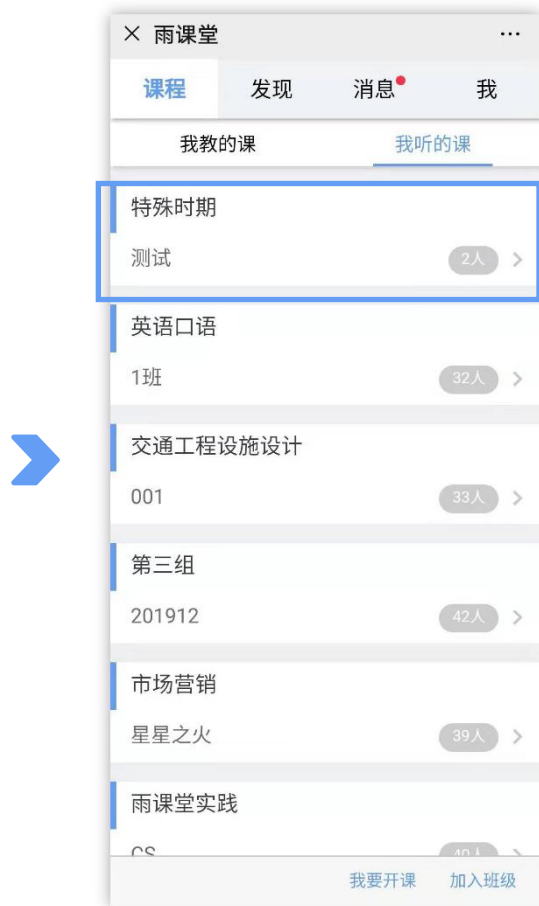 雨课堂
课程 发现 消息 我
我教的课 我听的课
特殊时期
测试 2人
英语口语
1班 32人
交通工程设施设计
001 33人
第三组
201912 42人
市场营销
星星之火 39人
雨课堂实践
CS 40人
我要开课 加入班级